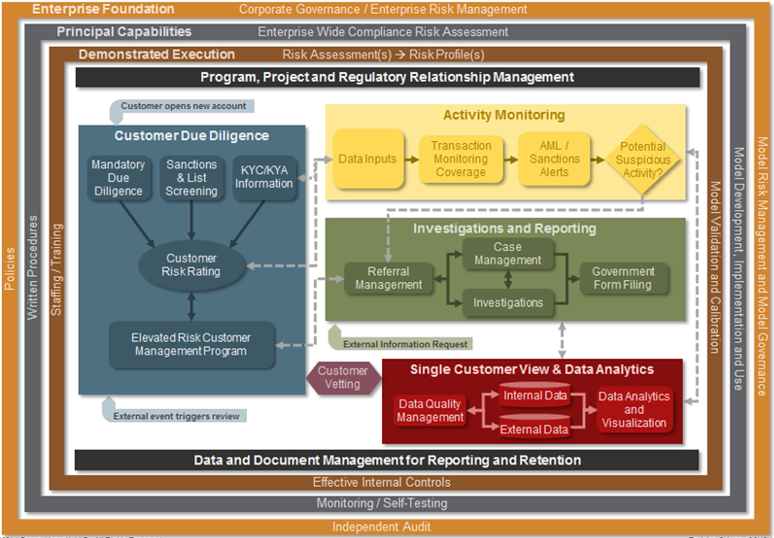 Enterprise Foundation
Corporate Governance / Enterprise Risk Management
Principal Capabilities
Enterprise Wide Compliance Risk Assessment
Demonstrated Execution
Risk Assessment(s) → Risk Profile(s)
Program, Project and Regulatory Relationship Management
Customer opens new account
Customer Due Diligence
Mandatory
Due
Diligence
Sanctions
& List
Screening
KYC/KYA
Information
Customer
Risk Rating
Elevated Risk Customer
Management Program
External event triggers review
Activity Monitoring
Data Inputs
Transaction
Monitoring
Coverage
AML /
Sanctions
Alerts
Potential
Suspicious
Activity?
Investigations and Reporting
Referral
Management
Case
Management
Investigations
Government
Form Filing
External Information Request
Customer
Vetting
Single Customer View & Data Analytics
Data Quality
Management
Internal Data
External Data
Data Analytics
and
Visualization
Data and Document Management for Reporting and Retention
Effective Internal Controls
Monitoring / Self-Testing
Independent Audit
Policies
Written Procedures
Staffing / Training
Model Validation and Calibration
Model Development, Implementation and Use
Model Risk Management and Model Governance